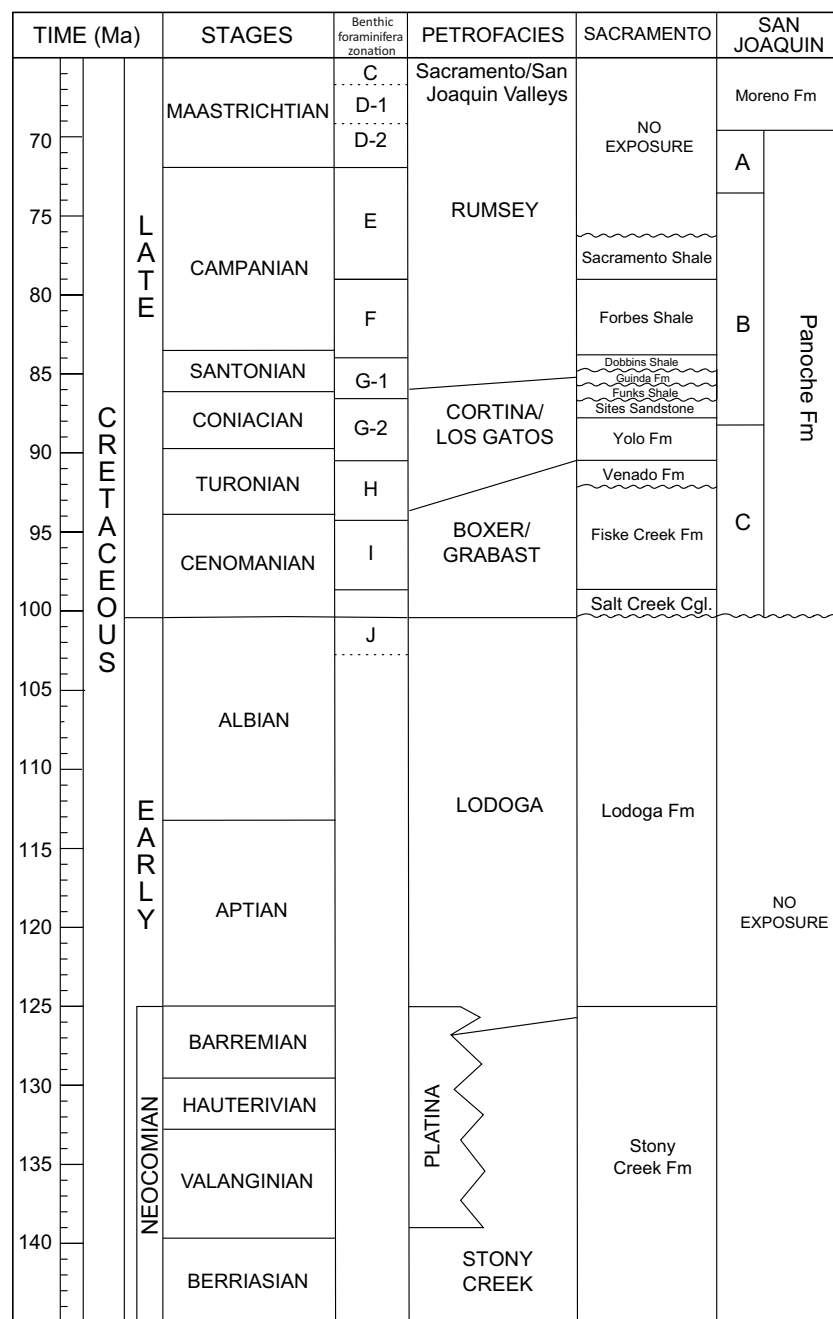 TIME (Ma)
STAGES
Benthic
foraminifera
zonation
PETROFACIES
SACRAMENTO
SAN
JOAQUIN
70
75
80
85
90
95
100
105
110
115
120
125
130
135
140
CRETACEOUS
LATE
EARLY
NEOCOMIAN
MAASTRICHTIAN
CAMPANIAN
SANTONIAN
CONIACIAN
TURONIAN
CENOMANIAN
ALBIAN
APTIAN
BARREMIAN
HAUTERIVIAN
VALANGINIAN
BERRIASIAN
C
D-1
D-2
E
F
G-1
G-2
H
I
J
Sacramento/San
Joaquin Valleys
RUMSEY
CORTINA/
LOS GATOS
BOXER/
GRABAST
LODOGA
PLATINA
STONY
CREEK
NO
EXPOSURE
Sacramento Shale
Forbes Shale
Dobbins Shale
Guinda Fm
Funks Shale
Sites Sandstone
Yolo Fm
Venado Fm
Fiske Creek Fm
Salt Creek Cgl.
Lodoga Fm
Stony
Creek Fm
Moreno Fm
A
B
C
Panoche Fm
NO
EXPOSURE